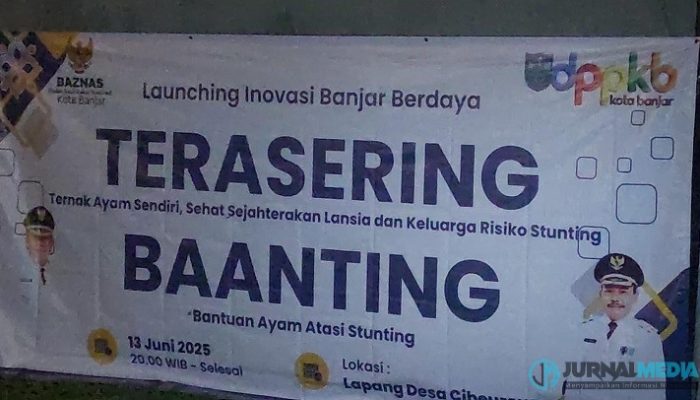 BAZNAS
Kota Banjar
dppkb
kota banjar
Launching Inovasi Banjar Berdaya
TERASERING
Ternak Ayam Sendiri, Sehat Sejahterakan Lansia dan Keluarga Risiko Stunting
BAANTING
*Bantuan Ayam Atasi Stunting
13 Juni 2025
20.00 WIB - Selesai
Lokasi :
Lapang Desa
JURNALMEDIA